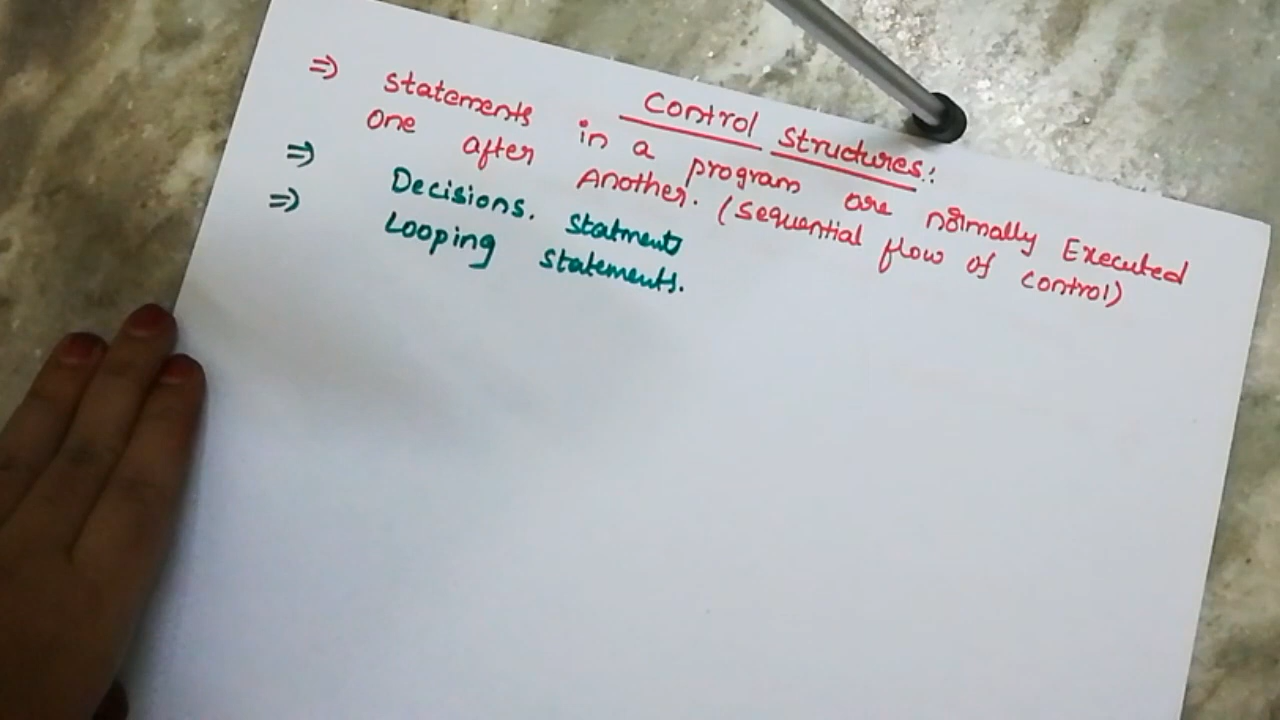 Control Structures:
⇒ Statements in a program are normally Executed
one after Another. (Sequential flow of control)
⇒ Decisions. Statments
⇒ Looping Statements.